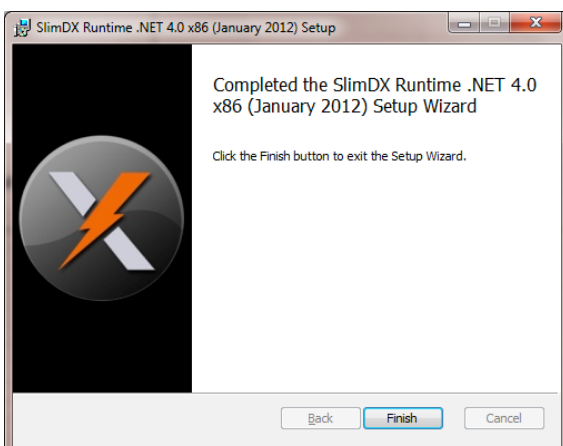 SlimDX Runtime .NET 4.0 x86 (January 2012) Setup
Completed the SlimDX Runtime .NET 4.0
x86 (January 2012) Setup Wizard
Click the Finish button to exit the Setup Wizard.
Back Finish Cancel